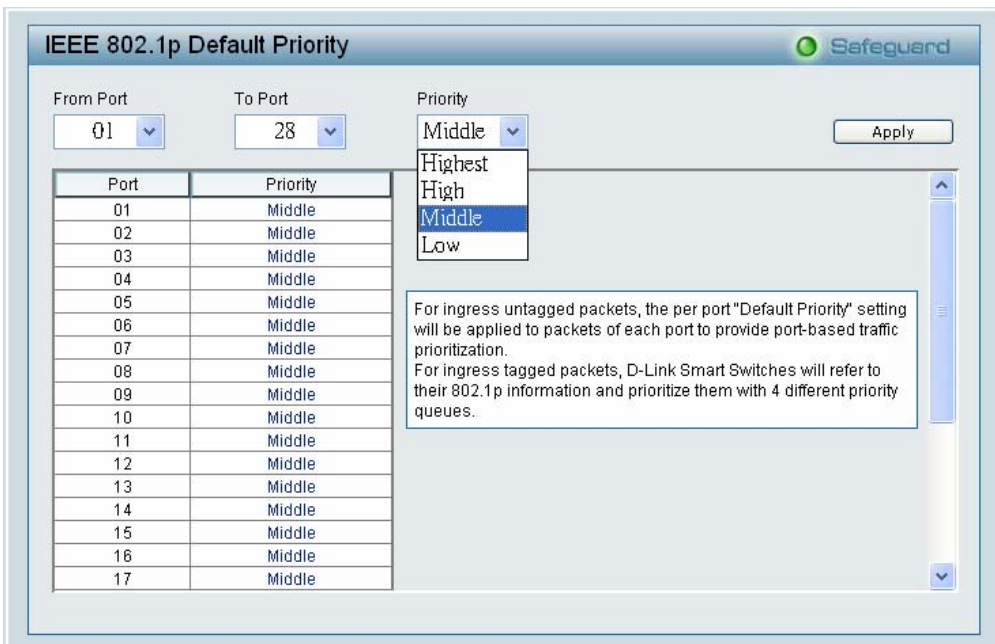 IEEE 802.1p Default Priority
Safeguard
From Port
To Port
Priority
01
28
Middle
Apply
Highest
High
Middle
Low
Port Priority
01 Middle
02 Middle
03 Middle
04 Middle
05 Middle
06 Middle
07 Middle
08 Middle
09 Middle
10 Middle
11 Middle
12 Middle
13 Middle
14 Middle
15 Middle
16 Middle
17 Middle
For ingress untagged packets, the per port "Default Priority" setting
will be applied to packets of each port to provide port-based traffic
prioritization.
For ingress tagged packets, D-Link Smart Switches will refer to
their 802.1p information and prioritize them with 4 different priority
queues.